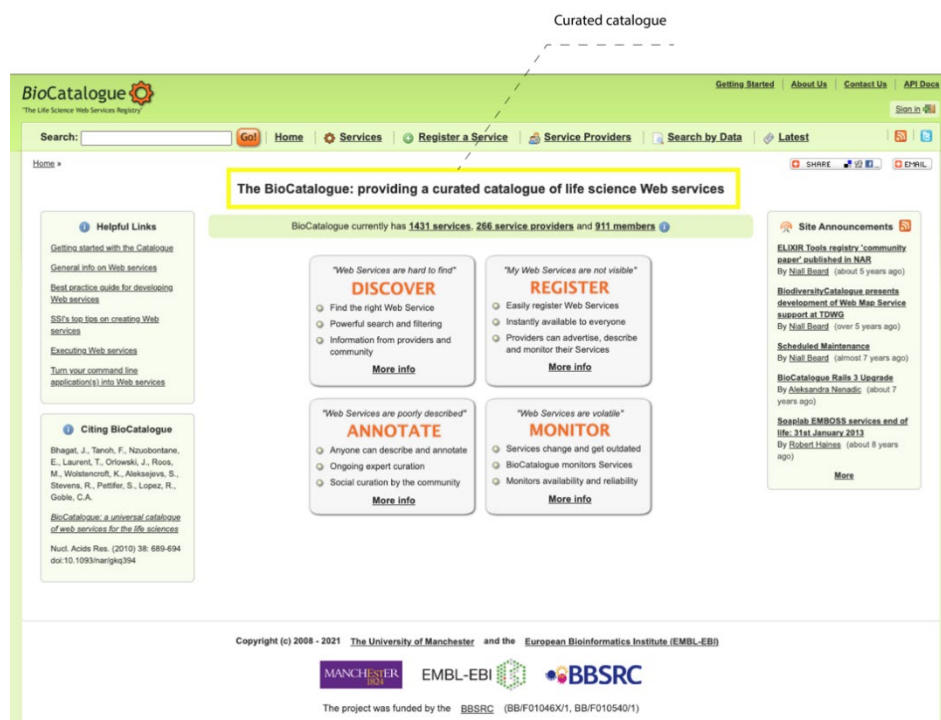 Curated catalogue
BioCatalogue
"The Life Science Web Services Registry"
Getting Started | About Us | Contact Us | API Docs
Sign in
Search: Go! Home Services Register a Service Service Providers Search by Data Latest
Home »
SHARE EMAIL
The BioCatalogue: providing a curated catalogue of life science Web services
BioCatalogue currently has 1431 services, 266 service providers and 911 members
Helpful Links
Getting started with the Catalogue
General info on Web services
Best practice guide for developing
Web services
SSI's top tips on creating Web
services
Executing Web services
Turn your command line
application(s) into Web services
Citing BioCatalogue
Bhagat, J., Tanoh, F., Nzuobontane,
E., Laurent, T., Orlowski, J., Roos,
M., Wolstencroft, K., Aleksejevs, S.,
Stevens, R., Pettifer, S., Lopez, R.,
Goble, C.A.
BioCatalogue: a universal catalogue
of web services for the life sciences
Nucl. Acids Res. (2010) 38: 689-694
doi:10.1093/nar/gkq394
"Web Services are hard to find"
DISCOVER
Find the right Web Service
Powerful search and filtering
Information from providers and
community
More info
"My Web Services are not visible"
REGISTER
Easily register Web Services
Instantly available to everyone
Providers can advertise, describe
and monitor their Services
More info
"Web Services are poorly described"
ANNOTATE
Anyone can describe and annotate
Ongoing expert curation
Social curation by the community
More info
"Web Services are volatile"
MONITOR
Services change and get outdated
BioCatalogue monitors Services
Monitors availability and reliability
More info
Site Announcements
ELIXIR Tools registry 'community
paper' published in NAR
By Niall Beard (about 5 years ago)
BiodiversityCatalogue presents
development of Web Map Service
support at TDWG
By Niall Beard (over 5 years ago)
Scheduled Maintenance
By Niall Beard (almost 7 years ago)
BioCatalogue Rails 3 Upgrade
By Aleksandra Nenadic (about 7
years ago)
Soaplab EMBOSS services end of
life: 31st January 2013
By Robert Haines (about 8 years
ago)
More
Copyright (c) 2008 - 2021 The University of Manchester and the European Bioinformatics Institute (EMBL-EBI)
MANCHESTER
1824
EMBL-EBI
BBSRC
The project was funded by the BBSRC (BB/F01046X/1, BB/F010540/1)